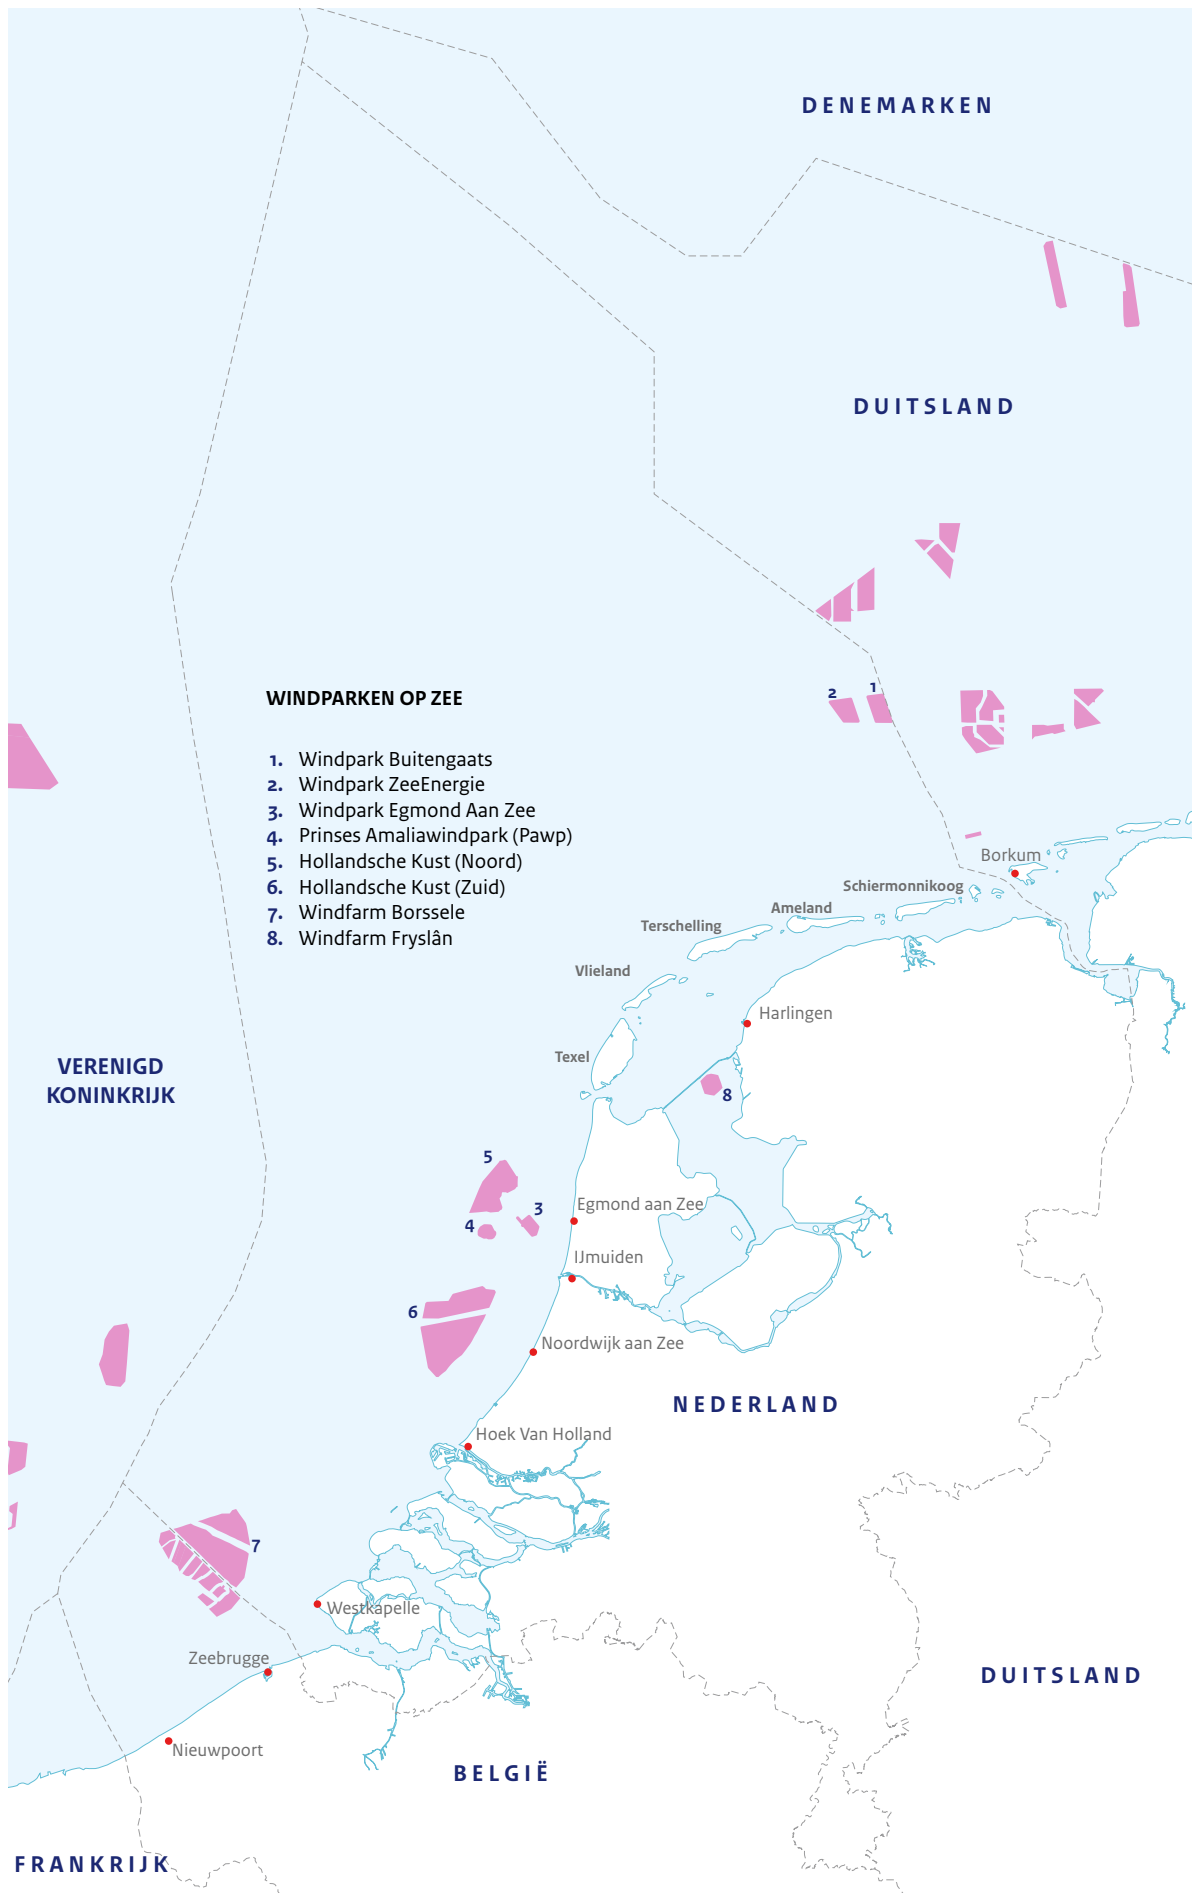 DENEMARKEN
DUITSLAND
2
1
WINDPARKEN OP ZEE
1. Windpark Buitengaats
2. Windpark ZeeEnergie
3. Windpark Egmond Aan Zee
4. Prinses Amaliawindpark (Pawp)
5. Hollandsche Kust (Noord)
6. Hollandsche Kust (Zuid)
7. Windfarm Borssele
8. Windfarm Fryslân
Borkum
Schiermonnikoog
Ameland
Terschelling
Vlieland
Harlingen
Texel
VERENIGD
KONINKRIJK
8
5
Egmond aan Zee
3
4
IJmuiden
6
Noordwijk aan Zee
NEDERLAND
Hoek Van Holland
7
Westkapelle
Zeebrugge
DUITSLAND
Nieuwpoort
BELGIË
FRANKRIJK